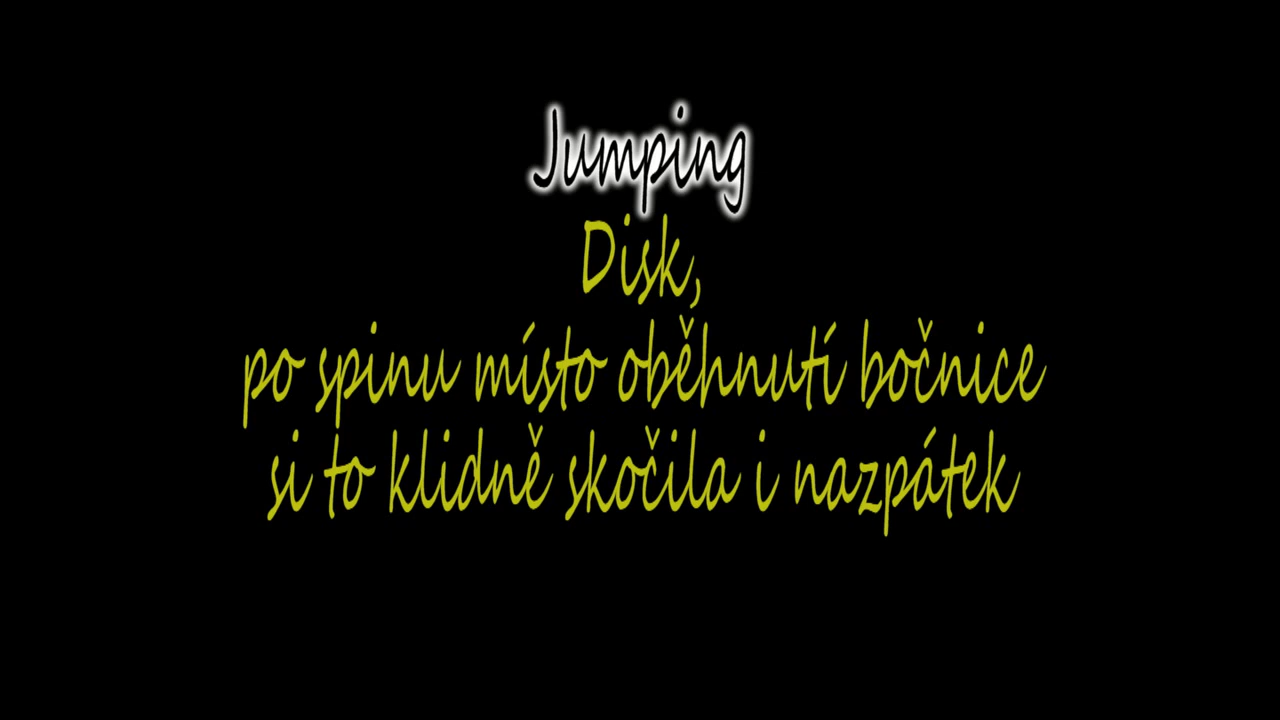 Jumping
Disk,
po spinu místo oběhnutí bočnice
si to klidně skočila i nazpátek